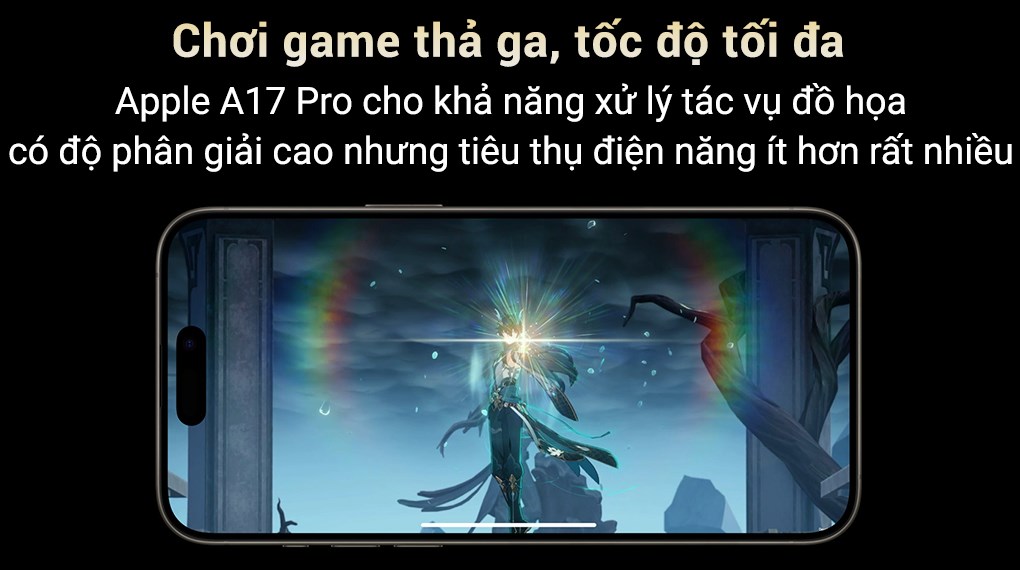 Chơi game thả ga, tốc độ tối đa
Apple A17 Pro cho khả năng xử lý tác vụ đồ họa
có độ phân giải cao nhưng tiêu thụ điện năng ít hơn rất nhiều